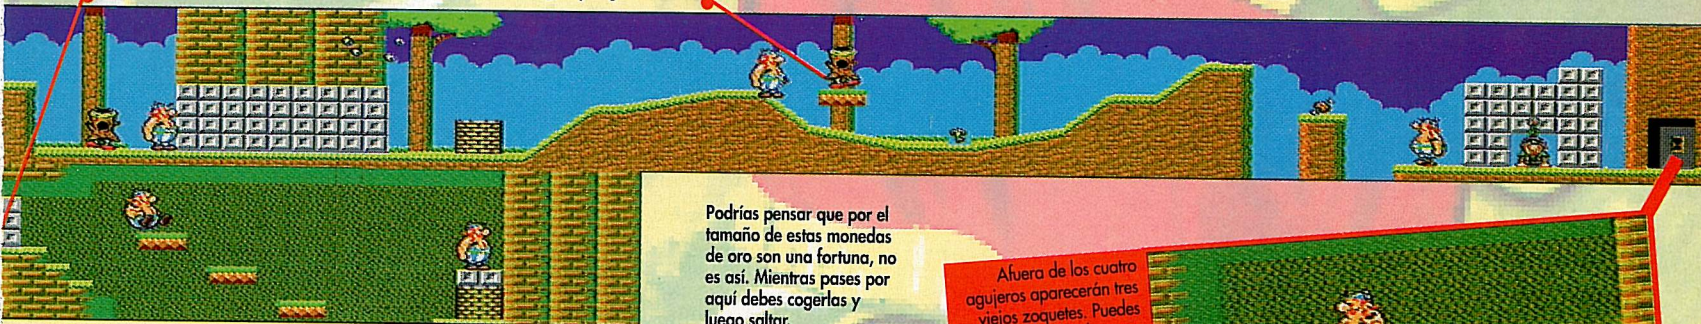 Podrías pensar que por el
tamaño de estas monedas
de oro son una fortuna, no
es así. Mientras pases por
aquí debes cogerlas y
luego saltar.
Afuera de los cuatro
agujeros aparecerán tres
viejos zoquetes. Puedes